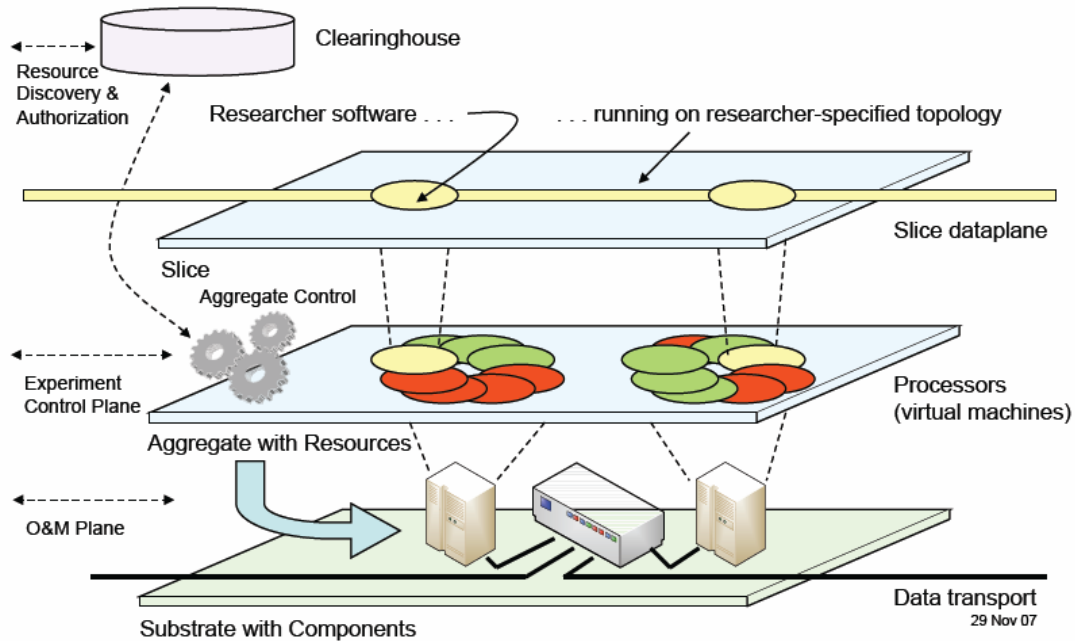 Clearinghouse
Resource
Discovery &
Authorization
Researcher software . . .
. . . running on researcher-specified topology
Slice dataplane
Slice
Aggregate Control
Experiment
Control Plane
Processors
(virtual machines)
Aggregate with Resources
O&M Plane
Data transport
29 Nov 07
Substrate with Components